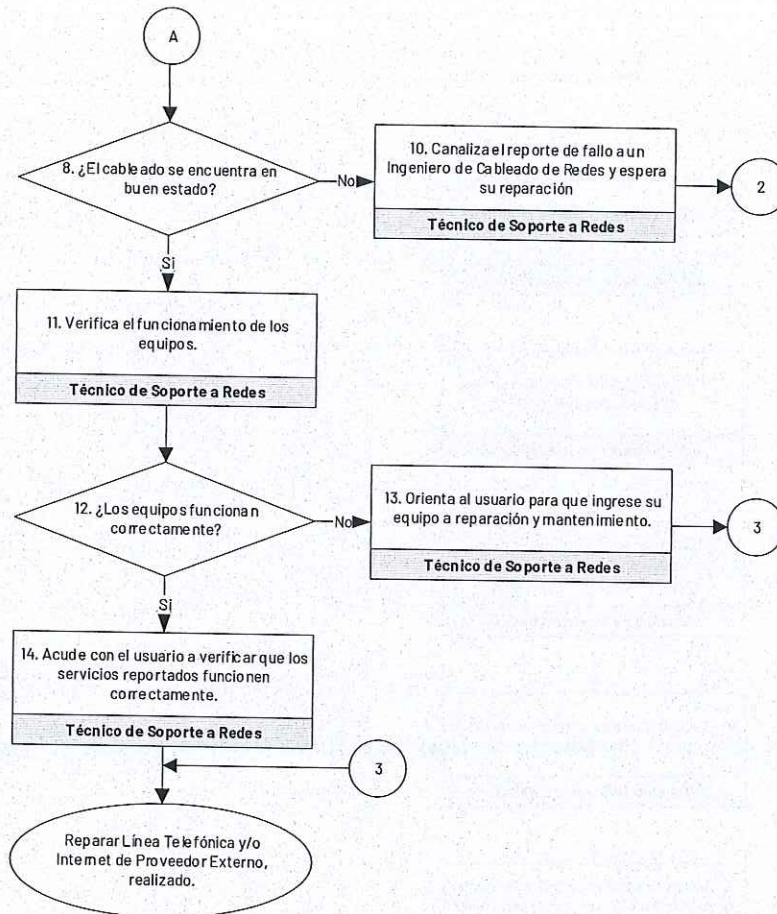 A
8. ¿El cableado se encuentra en
buen estado?
No
10. Canaliza el reporte de fallo a un
Ingeniero de Cableado de Redes y espera
su reparación
Técnico de Soporte a Redes
2
Si
11. Verifica el funcionamiento de los
equipos.
Técnico de Soporte a Redes
12. ¿Los equipos funcionan
correctamente?
No
13. Orienta al usuario para que ingrese su
equipo a reparación y mantenimiento.
Técnico de Soporte a Redes
3
Si
14. Acude con el usuario a verificar que los
servicios reportados funcionen
correctamente.
Técnico de Soporte a Redes
3
Reparar Línea Telefónica y/o
Internet de Proveedor Externo,
realizado.